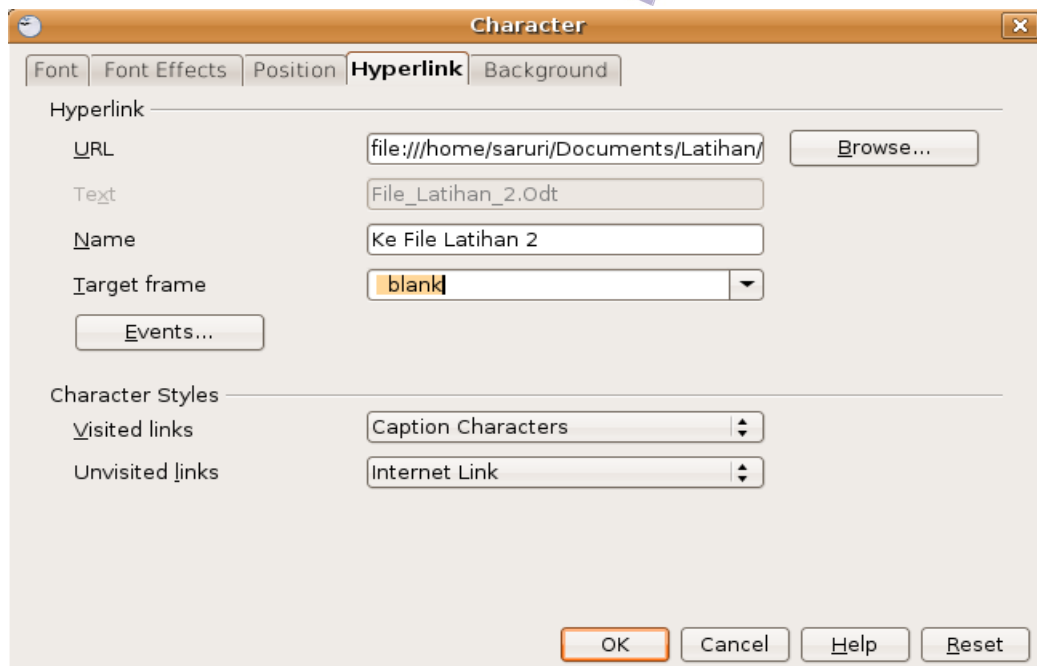 Character
Font Font Effects Position Hyperlink Background
Hyperlink
URL file:///home/saruri/Documents/Latihan/ Browse...
Text File_Latihan_2.Odt
Name Ke File Latihan 2
Target frame _blank
Events...
Character Styles
Visited links Caption Characters
Unvisited links Internet Link
OK Cancel Help Reset